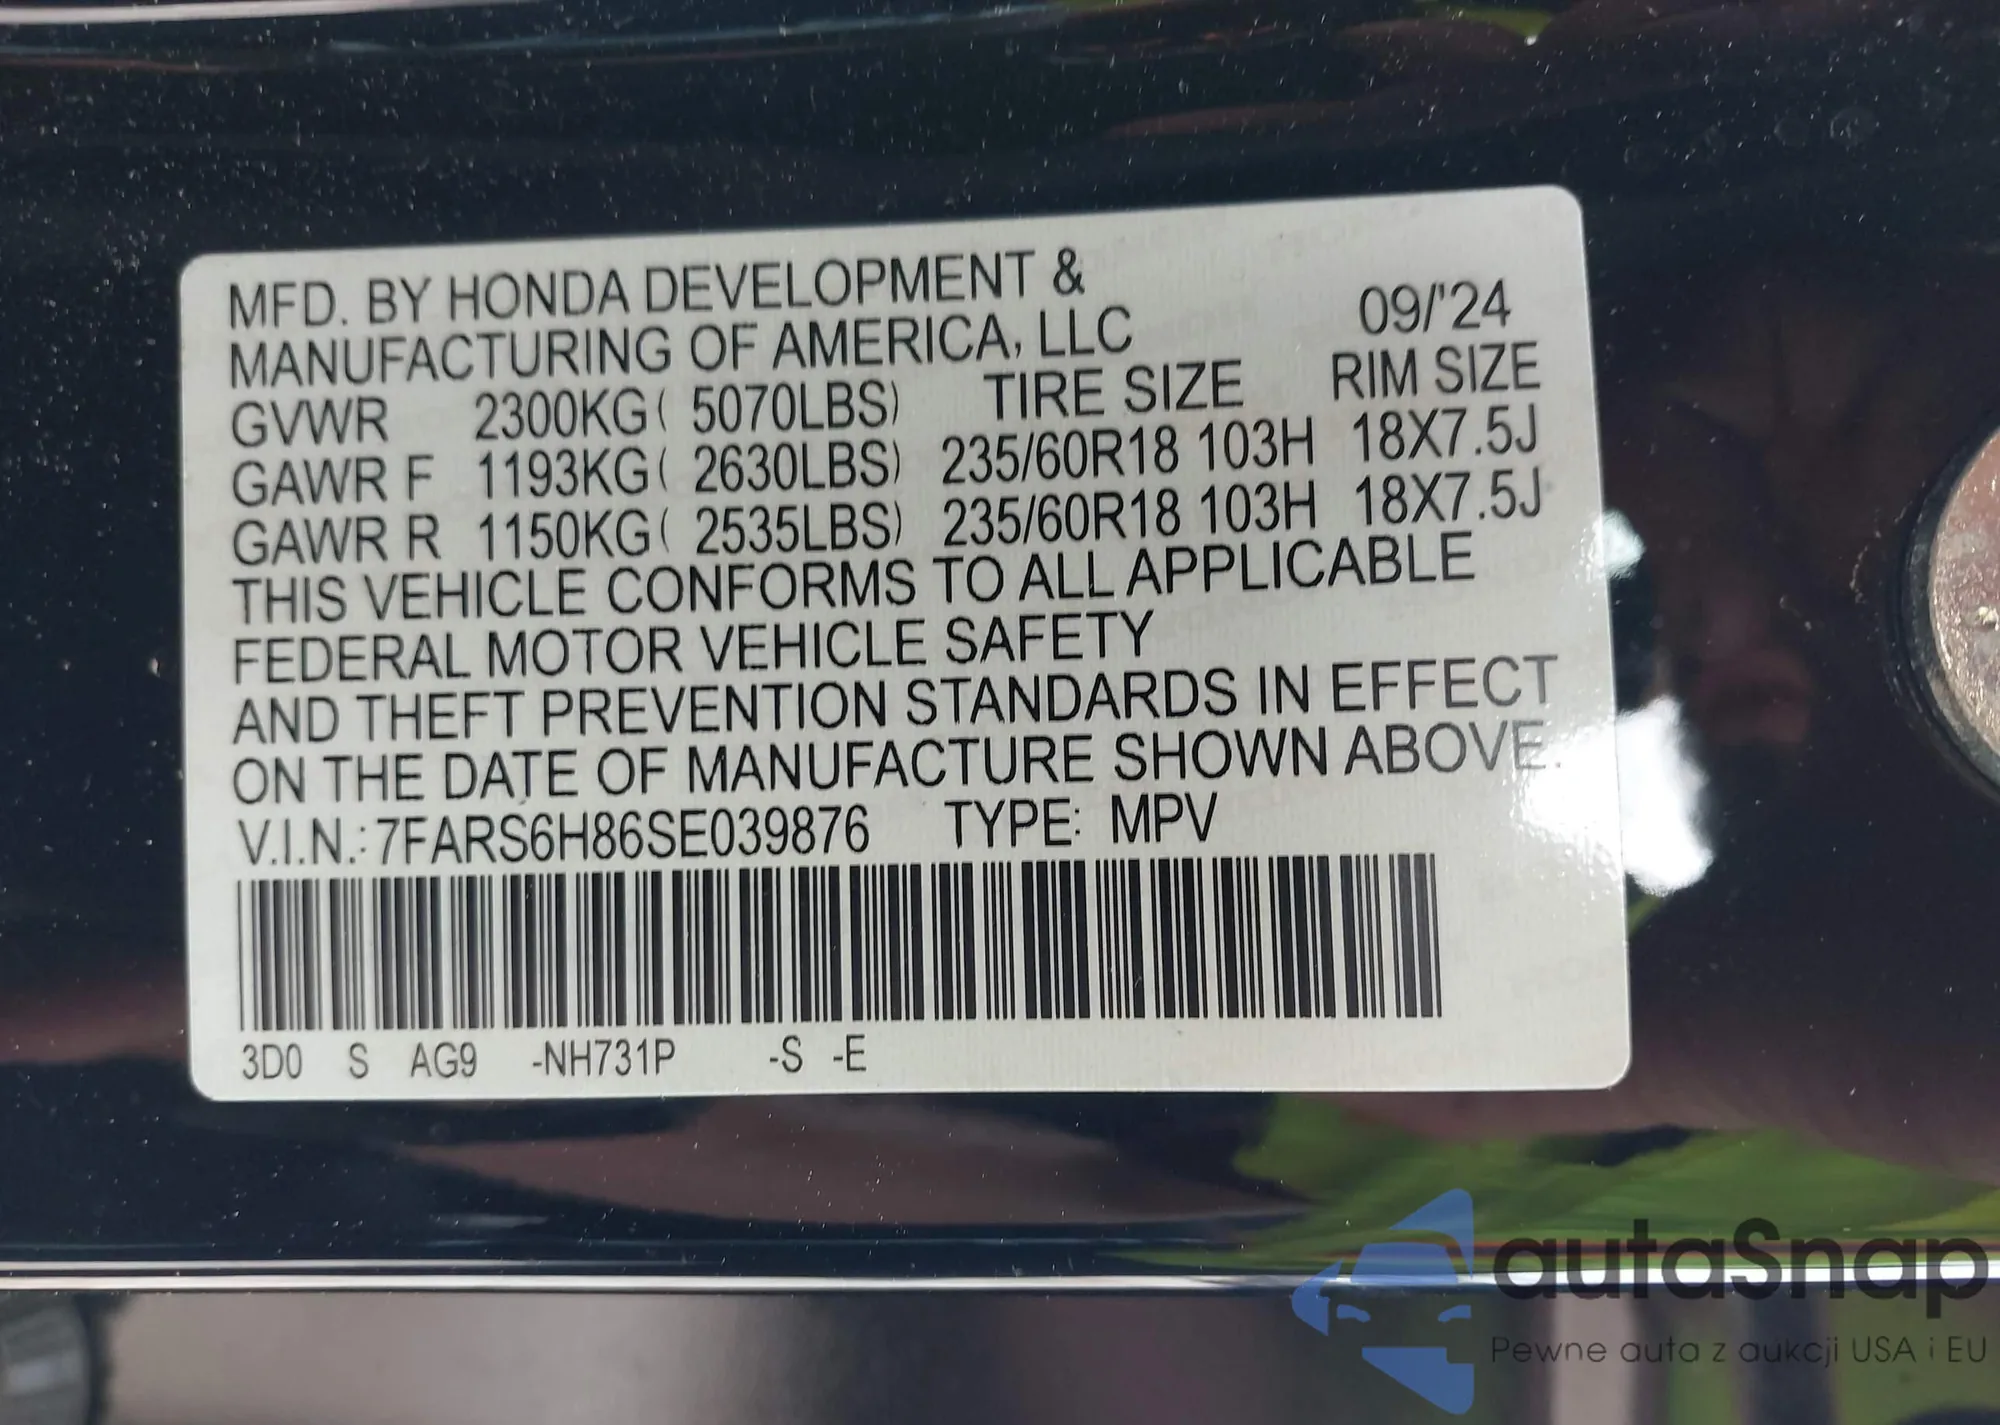 MFD. BY HONDA DEVELOPMENT &
MANUFACTURING OF AMERICA, LLC 09/'24
GVWR 2300KG( 5070LBS) TIRE SIZE RIM SIZE
GAWR F 1193KG( 2630LBS) 235/60R18 103H 18X7.5J
GAWR R 1150KG( 2535LBS) 235/60R18 103H 18X7.5J
THIS VEHICLE CONFORMS TO ALL APPLICABLE
FEDERAL MOTOR VEHICLE SAFETY
AND THEFT PREVENTION STANDARDS IN EFFECT
ON THE DATE OF MANUFACTURE SHOWN ABOVE.
V.I.N.: 7FARS6H86SE039876 TYPE: MPV
3D0 S AG9 -NH731P -S -E
autaSnap
Pewne auta z aukcji USA i EU